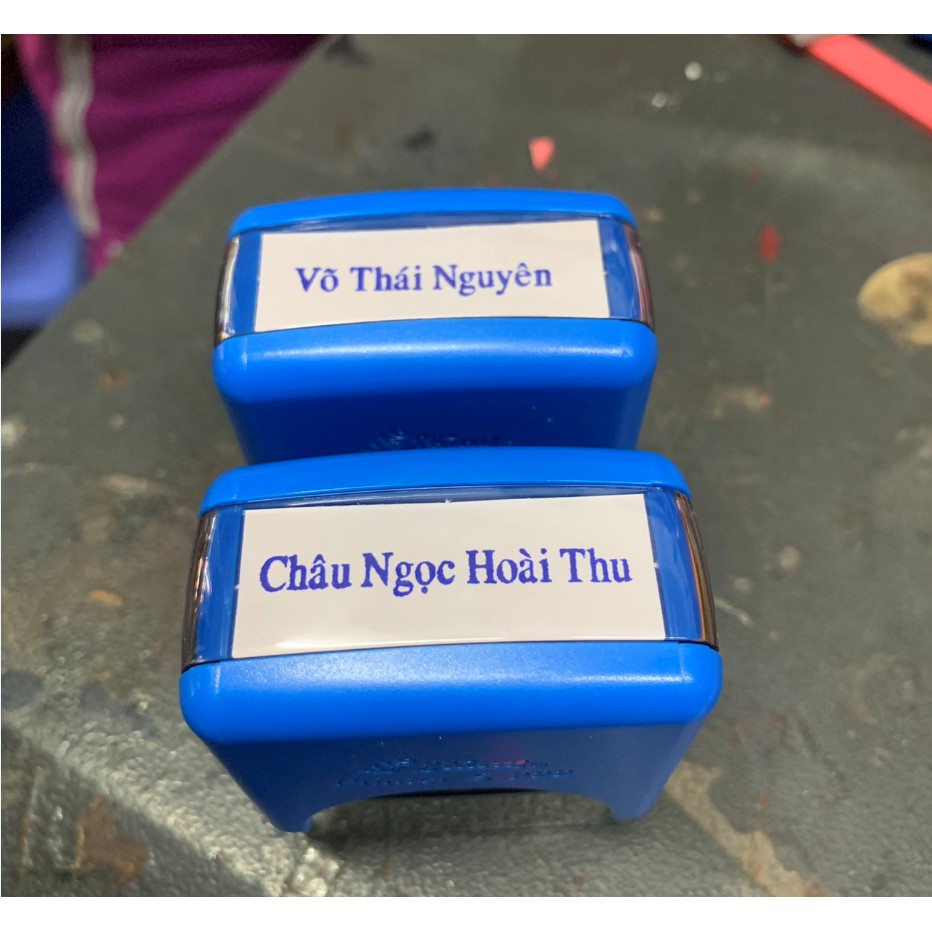 Võ Thái Nguyên
Châu Ngọc Hoài Thu